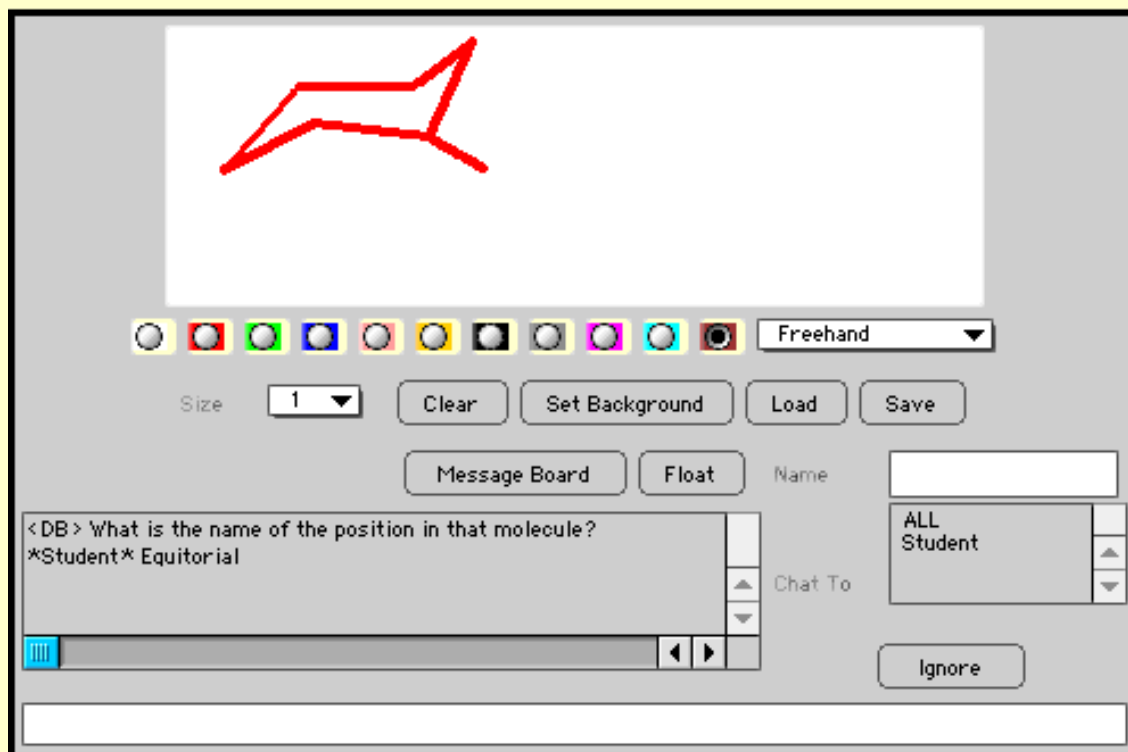 Freehand
Size 1 Clear Set Background Load Save
Message Board Float Name
<DB> What is the name of the position in that molecule?
*Student* Equitorial
ALL
Student
Chat To
Ignore